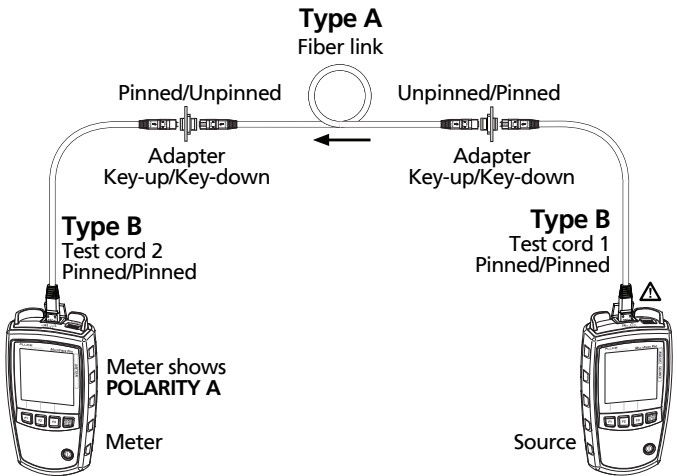 Type A
Fiber link
Pinned/Unpinned
Unpinned/Pinned
Adapter
Key-up/Key-down
Adapter
Key-up/Key-down
Type B
Test cord 2
Pinned/Pinned
Type B
Test cord 1
Pinned/Pinned
Meter shows
POLARITY A
Meter
Source